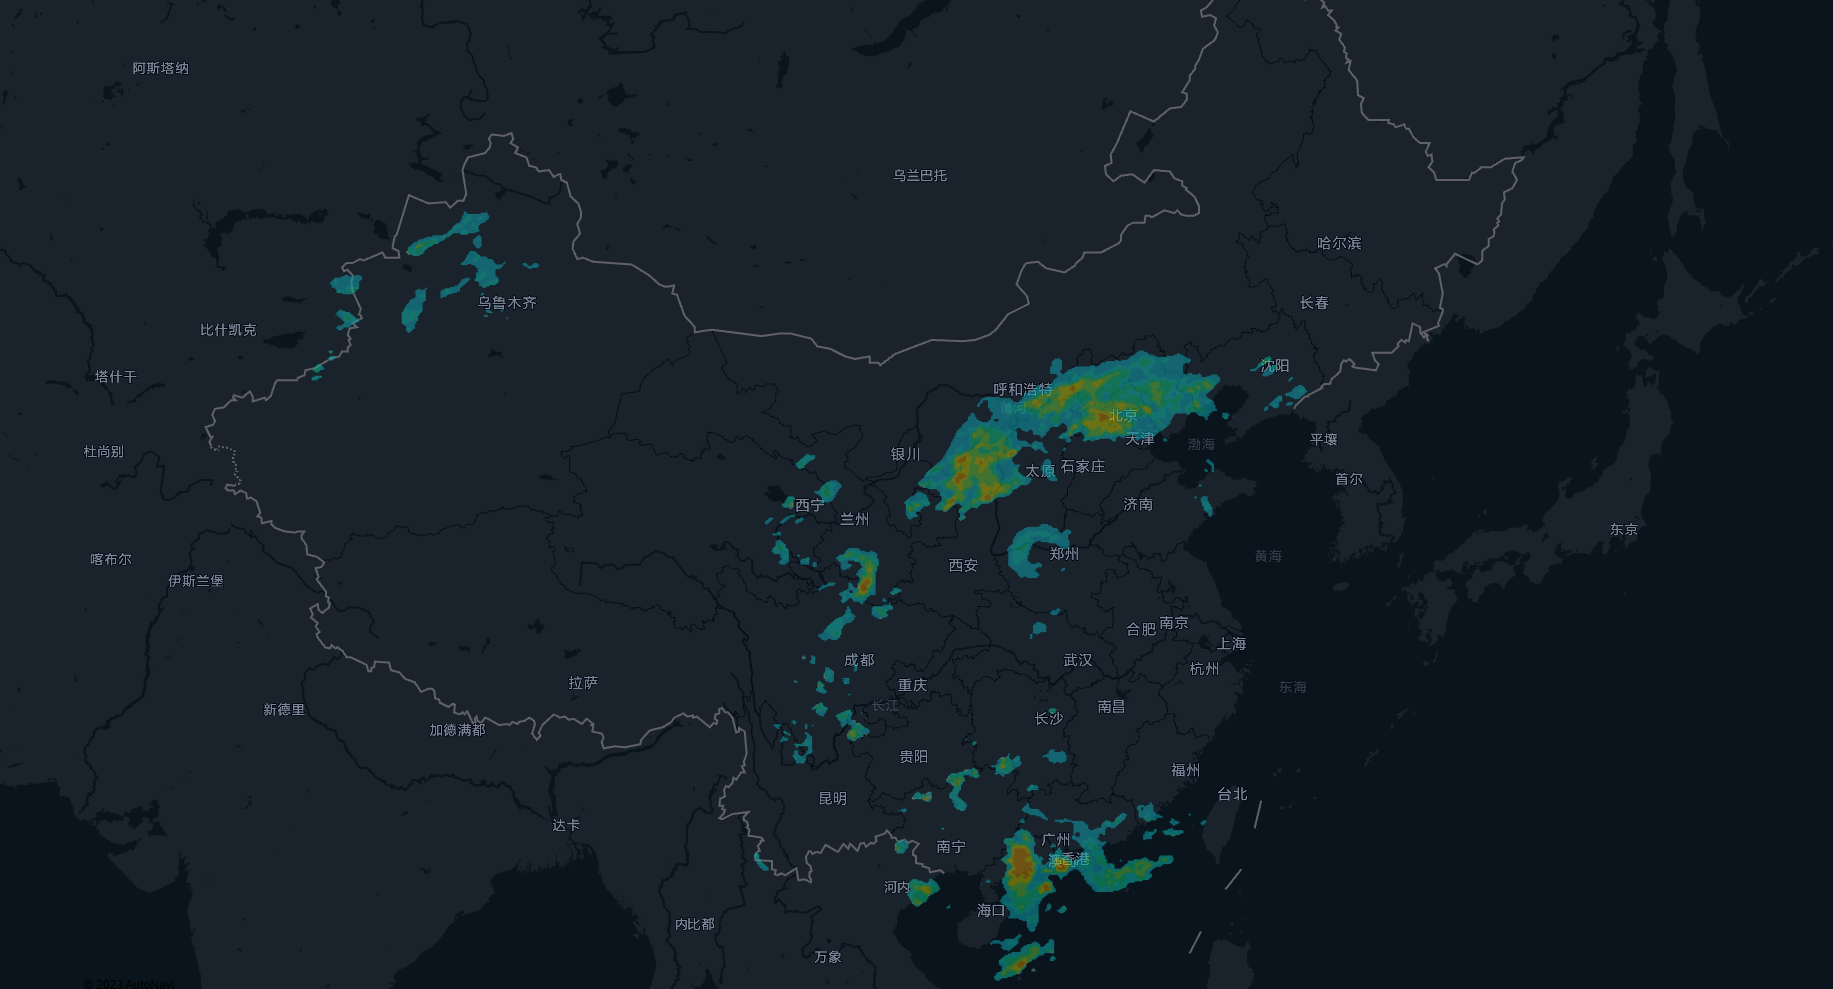 阿斯塔纳
乌兰巴托
哈尔滨
乌鲁木齐
长春
比什凯克
沈阳
塔什干
呼和浩特
黄河
北京
天津
平壤
渤海
杜尚别
银川
太原
石家庄
首尔
西宁
济南
兰州
东京
喀布尔
西安
郑州
黄海
伊斯兰堡
合肥
南京
上海
成都
武汉
杭州
拉萨
重庆
东海
新德里
长江
长沙
南昌
加德满都
贵阳
福州
昆明
台北
达卡
南宁
广州
香港
河内
海口
内比都
万象
© 2023 AutoNavi